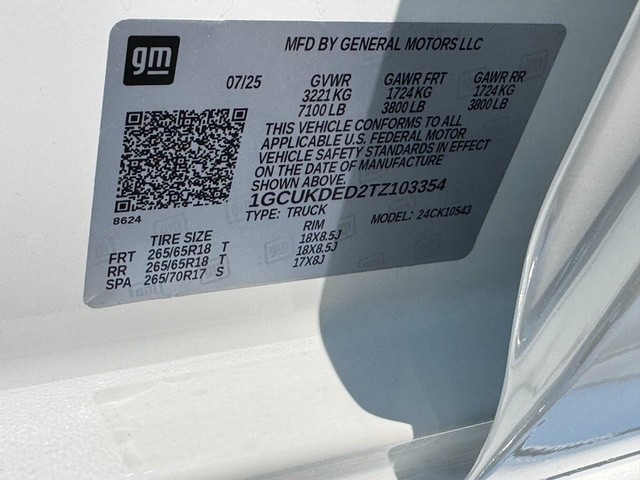 gm
MFD BY GENERAL MOTORS LLC
07/25 GVWR GAWR FRT GAWR RR
3221 KG 1724 KG 1724 KG
7100 LB 3800 LB 3800 LB
THIS VEHICLE CONFORMS TO ALL
APPLICABLE U.S. FEDERAL MOTOR
VEHICLE SAFETY STANDARDS IN EFFECT
ON THE DATE OF MANUFACTURE
SHOWN ABOVE.
8624
1GCUKDED2TZ103354
TYPE: TRUCK MODEL: 24CK10543
TIRE SIZE RIM
FRT 265/65R18 T 18X8.5J
RR 265/65R18 T 18X8.5J
SPA 265/70R17 S 17X8J